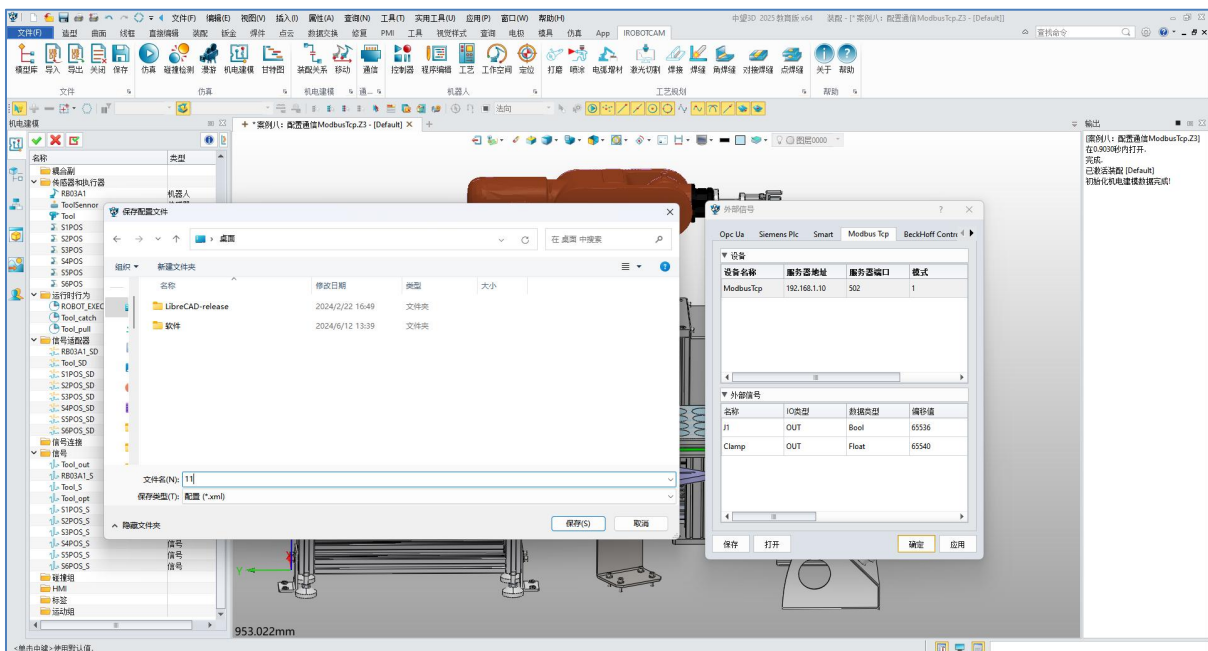 文件(F) 编辑(E) 视图(V) 插入(I) 属性(A) 查询(N) 工具(T) 实用工具(U) 应用(P) 窗口(W) 帮助(H) 中望3D 2025 教育版 x64 装配 - [*案例八：配置通信ModbusTcp.Z3 - [Default]]
文件(F) 造型 曲面 线框 直接编辑 装配 钣金 焊件 点云 数据交换 修复 PMI 工具 视觉样式 查询 电极 模具 仿真 App IROBOTCAM 查找命令
模型库 导入 导出 关闭 保存 仿真 碰撞检测 漫游 机电建模 甘特图 装配关系 移动 通信 控制器 程序编辑 工艺 工作空间 定位 打磨 喷涂 电弧增材 激光切割 焊接 焊缝 角焊缝 对接焊缝 点焊缝 关于 帮助
文件 仿真 机电建模 通... 机器人 工艺规划 帮助
法向
机电建模 + *案例八：配置通信ModbusTcp.Z3 - [Default] × + 输出
图层0000
名称 类型
耦合副
传感器和执行器
RB03A1 机器人
ToolSennor
Tool
S1POS
S2POS
S3POS
S4POS
S5POS
S6POS
运行时行为
ROBOT_EXEC
Tool_catch
Tool_pull
信号适配器
RB03A1_SD
Tool_SD
S1POS_SD
S2POS_SD
S3POS_SD
S4POS_SD
S5POS_SD
S6POS_SD
信号连接
信号
Tool_out
RB03A1_S
Tool_S
Tool_opt
S1POS_S
S2POS_S
S3POS_S
S4POS_S 信号
S5POS_S 信号
S6POS_S 信号
碰撞组
HMI
标签
运动组
保存配置文件
桌面 在 桌面 中搜索
组织 新建文件夹
名称 修改日期 类型 大小
LibreCAD-release 2024/2/22 16:49 文件夹
软件 2024/6/12 13:39 文件夹
文件名(N): 11
保存类型(T): 配置 (*.xml)
隐藏文件夹 保存(S) 取消
外部信号 ? ×
Opc Ua Siemens Plc Smart Modbus Tcp BeckHoff Contr
设备
设备名称 服务器地址 服务器端口 模式
ModbusTcp 192.168.1.10 502 1
外部信号
名称 IO类型 数据类型 偏移值
J1 OUT Bool 65536
Clamp OUT Float 65540
保存 打开 确定 应用
[案例八：配置通信ModbusTcp.Z3]
在0.9030秒内打开.
完成.
已激活装配 [Default]
初始化机电建模数据完成!
Y
953.022mm
<单击中键>使用默认值.